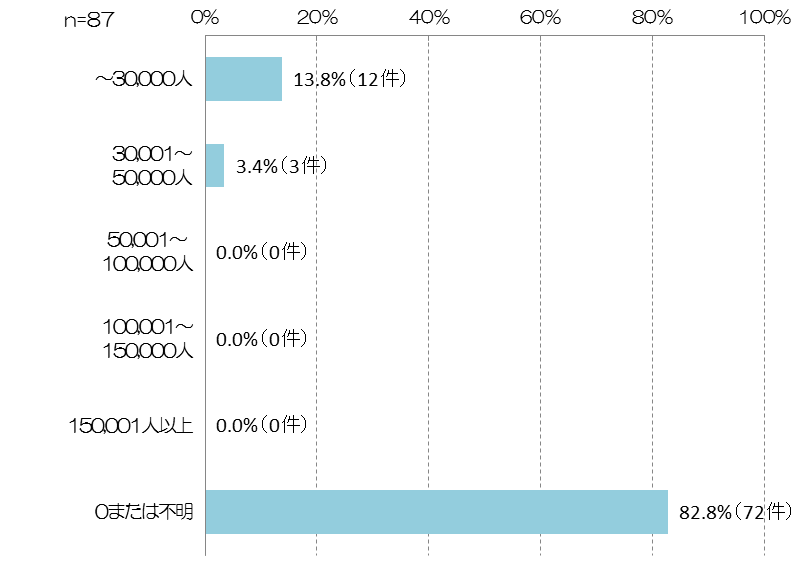 n=87
0% 20% 40% 60% 80% 100%
～30,000人 13.8%（12件）
30,001～
50,000人 3.4%（3件）
50,001～
100,000人 0.0%（0件）
100,001～
150,000人 0.0%（0件）
150,001人以上 0.0%（0件）
0または不明 82.8%（72件）